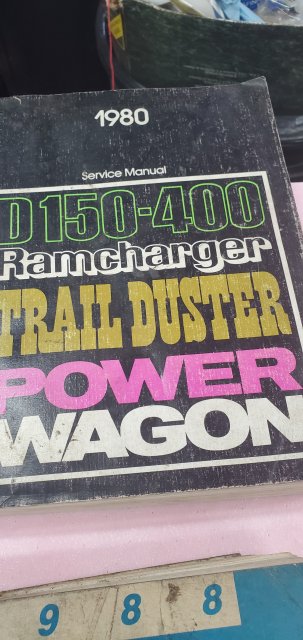 1980
Service Manual
D150-400
Ramcharger
TRAIL DUSTER
POWER
WAGON
9 8 8